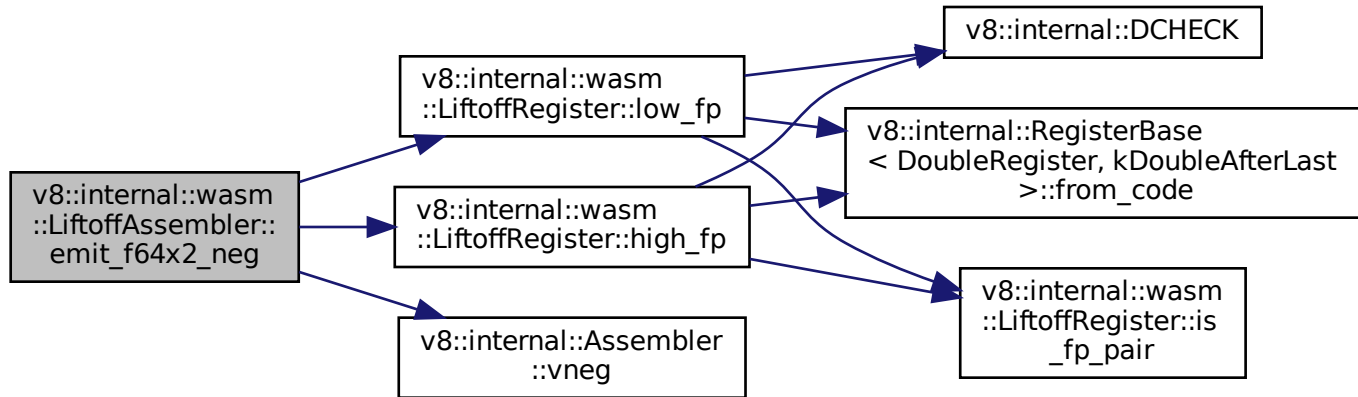 v8::internal::wasm
::LiftoffAssembler::
emit_f64x2_neg
v8::internal::wasm
::LiftoffRegister::low_fp
v8::internal::wasm
::LiftoffRegister::high_fp
v8::internal::Assembler
::vneg
v8::internal::DCHECK
v8::internal::RegisterBase
< DoubleRegister, kDoubleAfterLast
>::from_code
v8::internal::wasm
::LiftoffRegister::is
_fp_pair